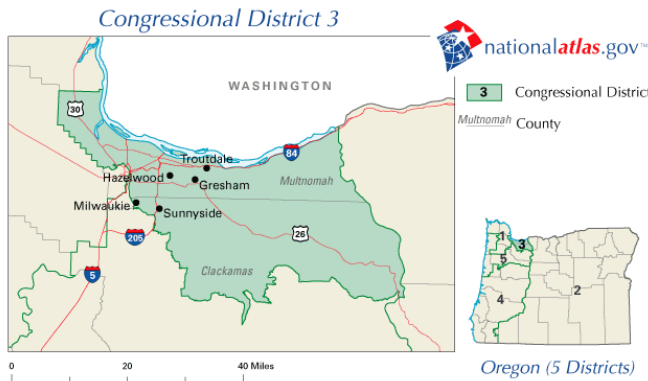 Congressional District 3
nationalatlas.gov™
WASHINGTON
3 Congressional District
Multnomah County
30
84
Troutdale
Hazelwood
Gresham
Multnomah
Milwaukie
Sunnyside
205
26
Clackamas
5
1
3
5
4
2
0 20 40 Miles
Oregon (5 Districts)